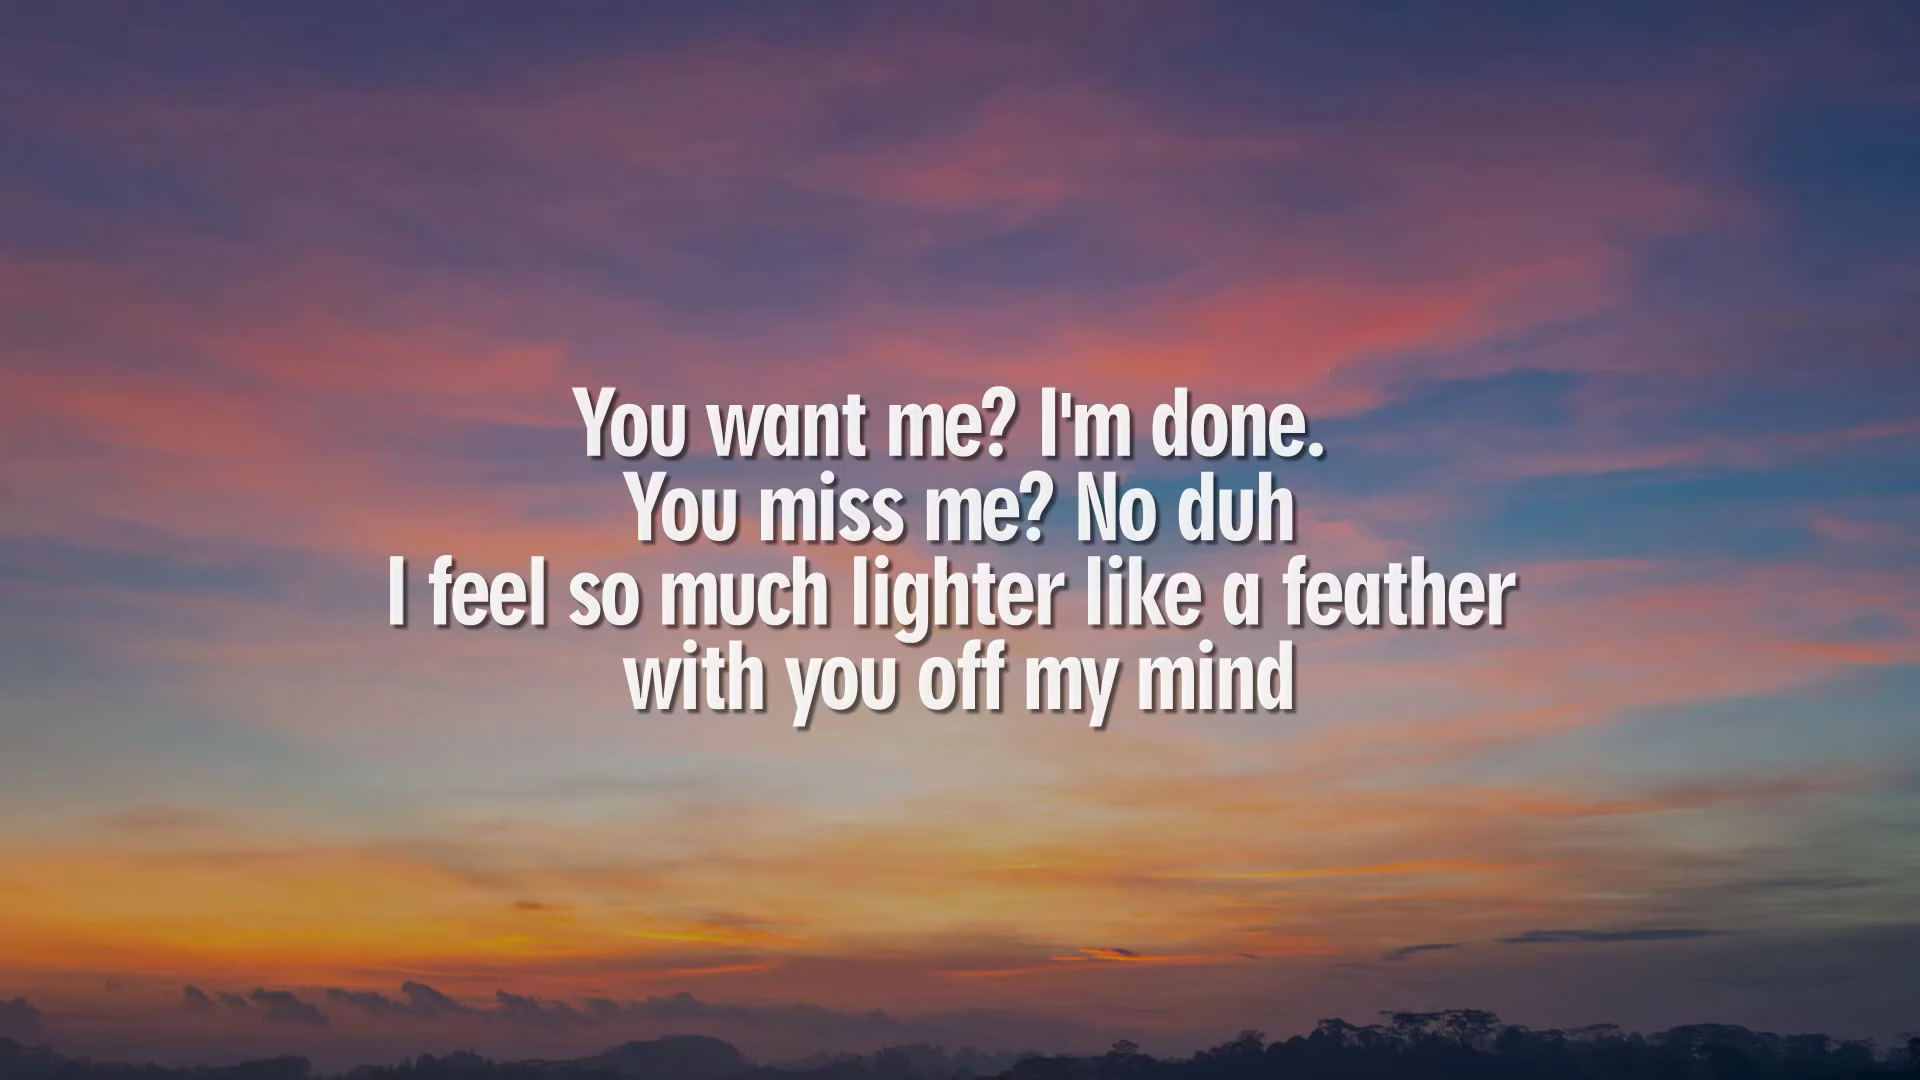 You want me? I'm done.
You miss me? No duh
I feel so much lighter like a feather
with you off my mind